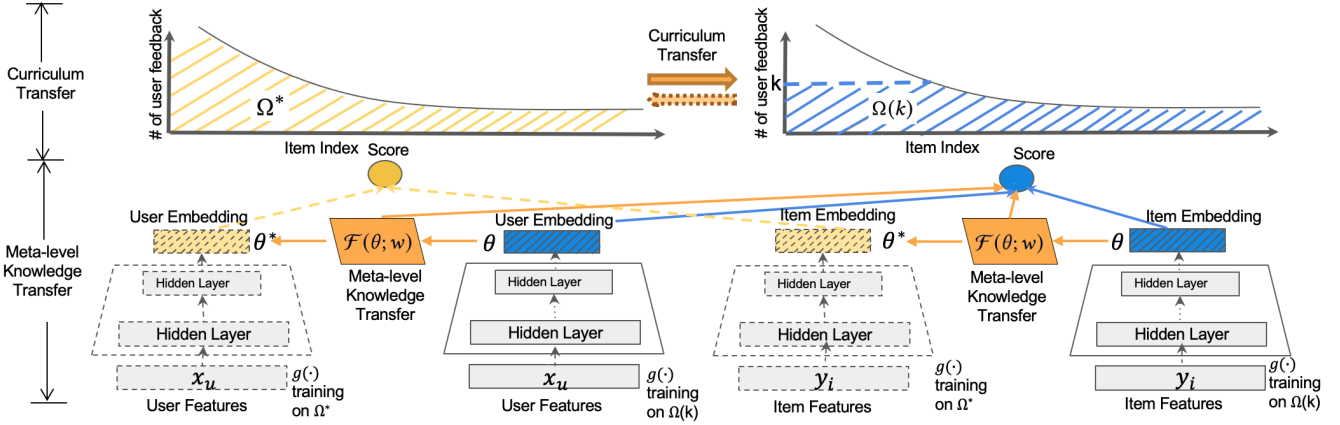 Curriculum
Transfer
# of user feedback
Ω*
Item Index
Curriculum
Transfer
# of user feedback
k
Ω(k)
Item Index
Meta-level
Knowledge
Transfer
Score
Score
User Embedding
θ*
F(θ; w)
Meta-level
Knowledge
Transfer
User Embedding
θ
Item Embedding
θ*
F(θ; w)
Meta-level
Knowledge
Transfer
Item Embedding
θ
Hidden Layer
Hidden Layer
x_u
User Features
g(·)
training
on Ω*
Hidden Layer
Hidden Layer
x_u
User Features
g(·)
training
on Ω(k)
Hidden Layer
Hidden Layer
y_i
Item Features
g(·)
training
on Ω*
Hidden Layer
Hidden Layer
y_i
Item Features
g(·)
training
on Ω(k)